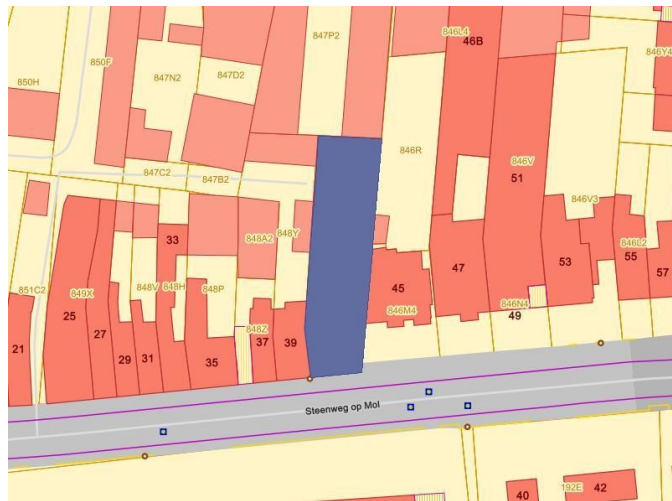 847P2
846L4
46B
846Y4
850F
847D2
847N2
850H
846R
846V
51
847C2
847B2
846V3
33
848A2
848Y
846L2
851C2
849X
848V
848H
848P
25
27
45
47
53
55
57
846M4
846N4
49
21
29
31
35
848Z
37
39
Steenweg op Mol
192E
40
42